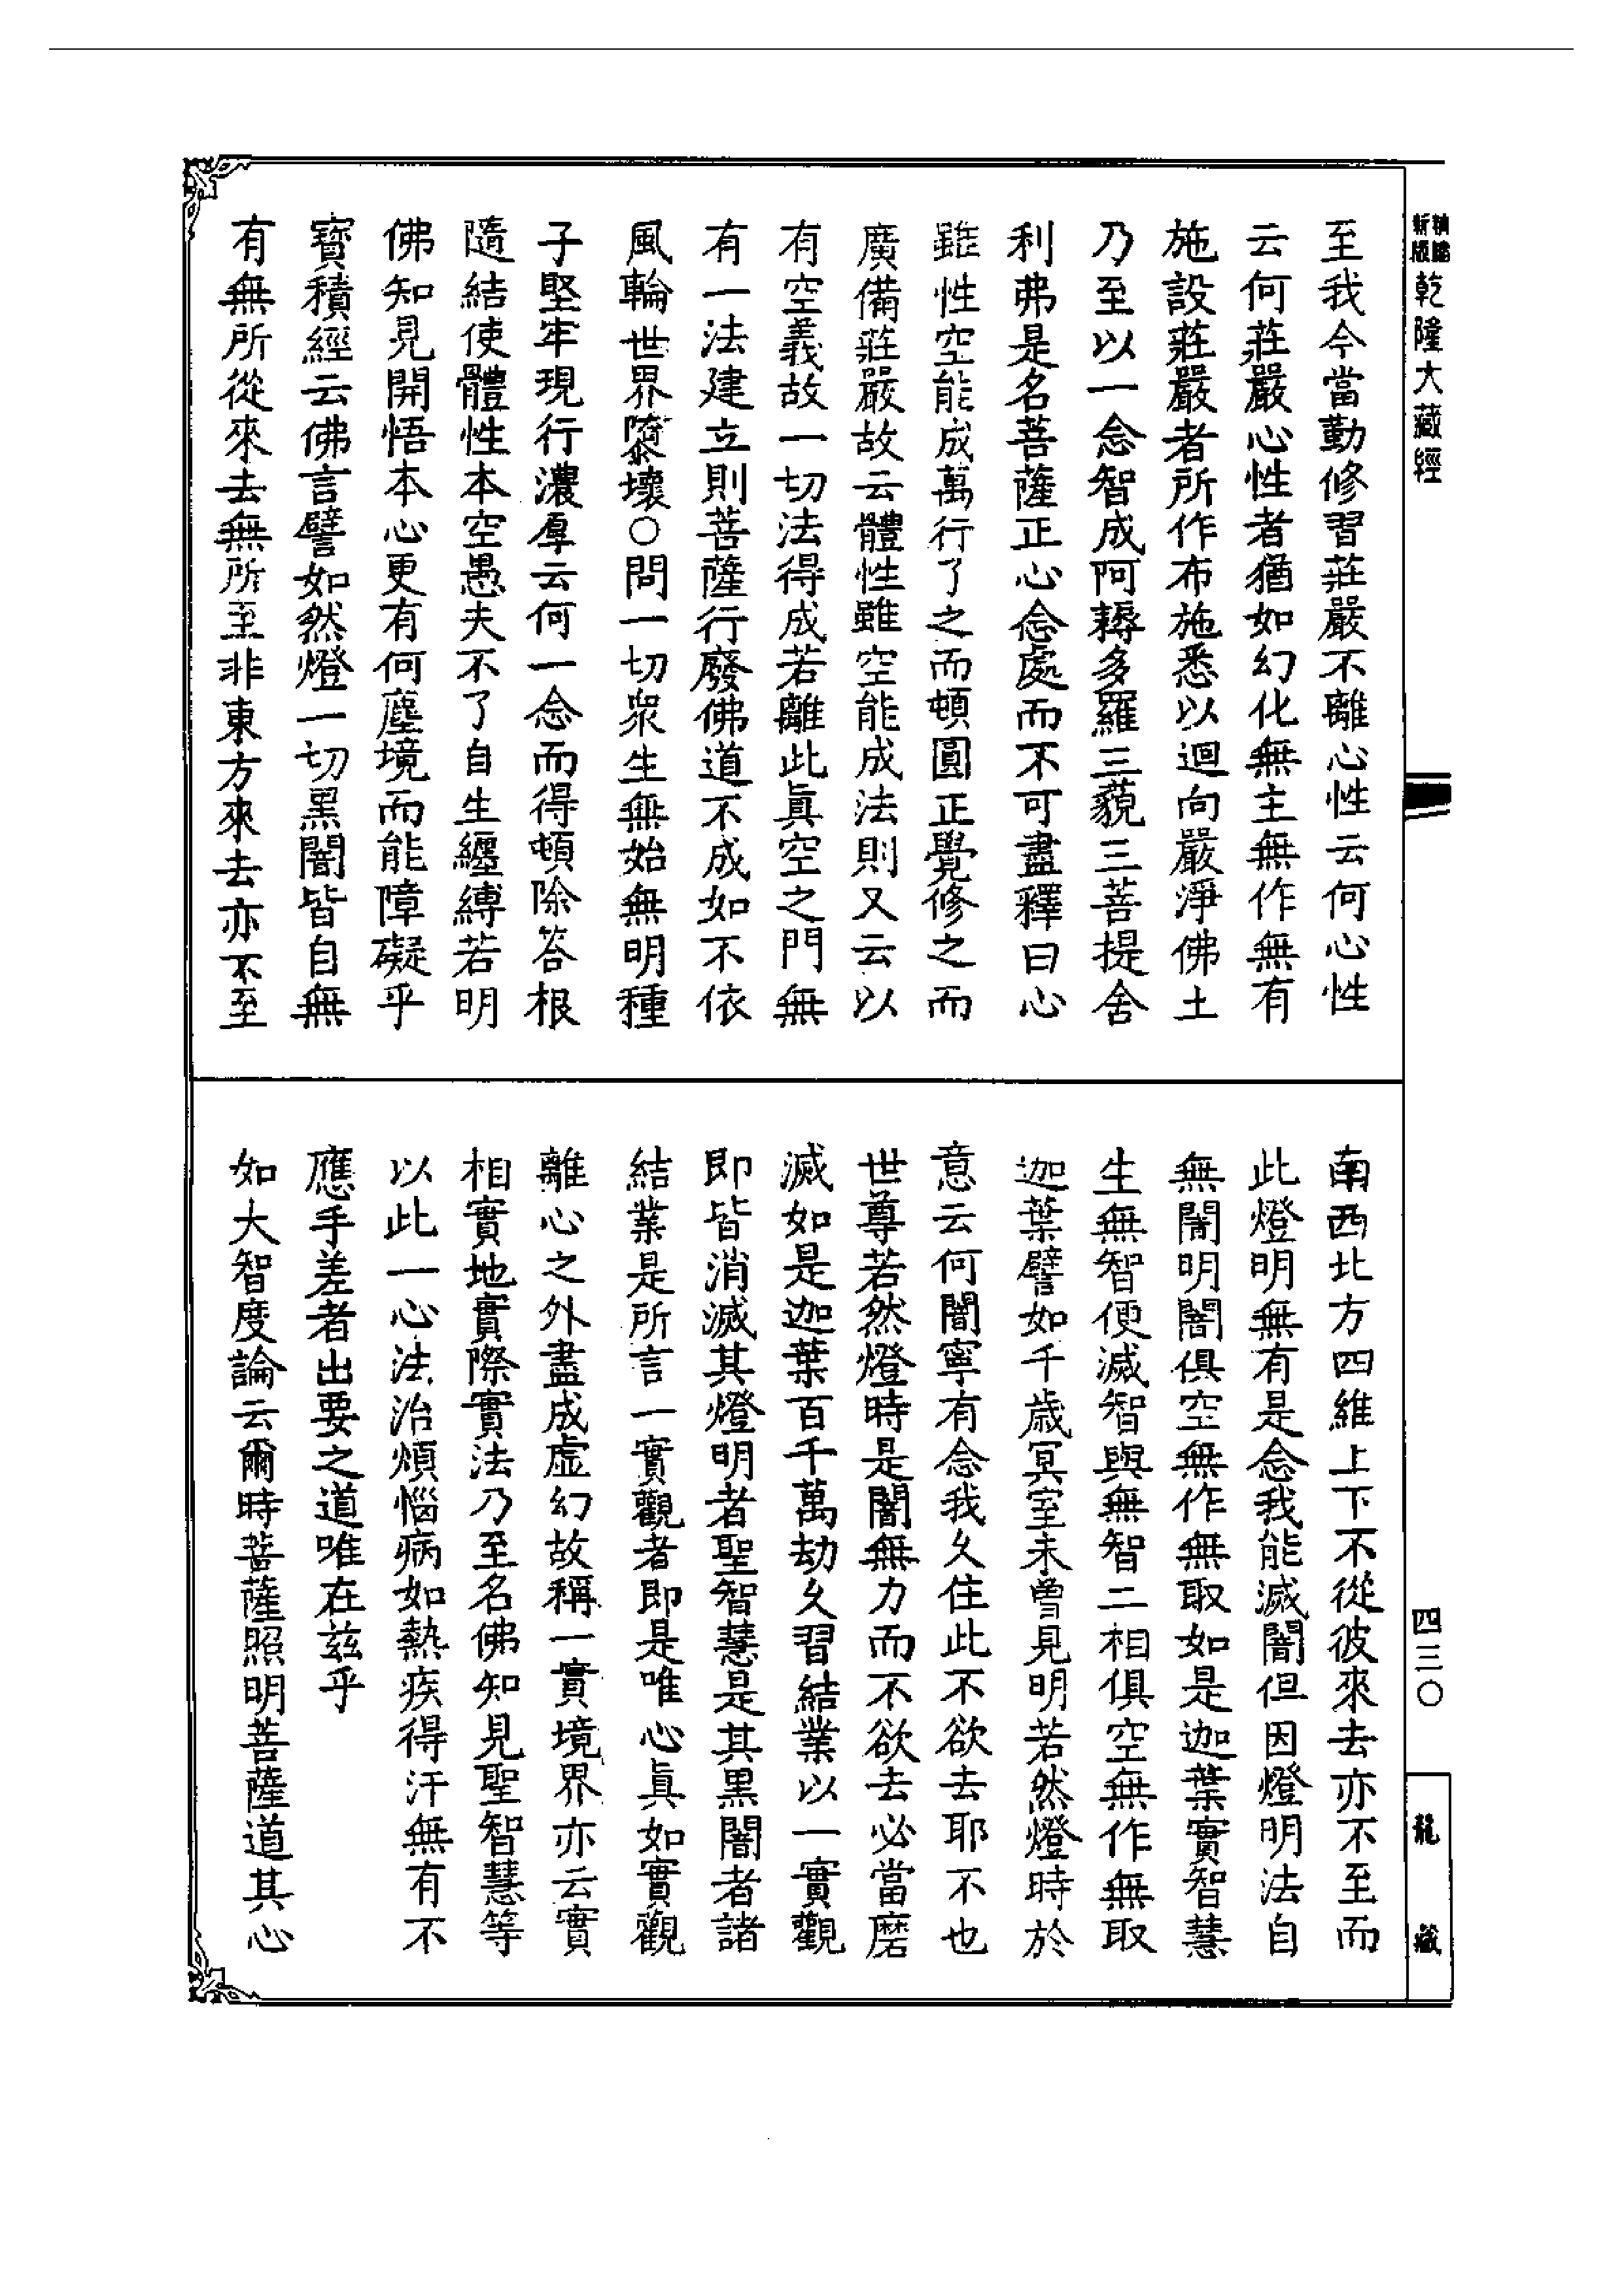 新版
乾隆大藏經
四三〇
龍藏
至我今當勤修習莊嚴不離心性云何心性
云何莊嚴心性者猶如幻化無主無作無有
施設莊嚴者所作布施悉以迴向嚴淨佛土
乃至以一念智成阿耨多羅三藐三菩提舍
利弗是名菩薩正心念處而不可盡釋曰心
雖性空能成萬行了之而頓圓正覺修之而
廣備莊嚴故云體性雖空能成法則又云以
有空義故一切法得成若離此眞空之門無
有一法建立則菩薩行廢佛道不成如不依
風輪世界隳壞〇問一切衆生無始無明種
子堅牢現行濃厚云何一念而得頓除答根
隨結使體性本空愚夫不了自生纏縛若明
佛知見開悟本心更有何塵境而能障礙乎
寶積經云佛言譬如然燈一切黑闇皆自無
有無所從來去無所至非東方來去亦不至
南西北方四維上下不從彼來去亦不至而
此燈明無有是念我能滅闇但因燈明法自
無闇明闇俱空無作無取如是迦葉實智慧
生無智便滅智與無智二相俱空無作無取
迦葉譬如千歲冥室未曾見明若然燈時於
意云何闇寧有念我久住此不欲去耶不也
世尊若然燈時是闇無力而不欲去必當磨
滅如是迦葉百千萬劫久習結業以一實觀
即皆消滅其燈明者聖智慧是其黑闇者諸
結業是所言一實觀者即是唯心眞如實觀
離心之外盡成虛幻故稱一實境界亦云實
相實地實際實法乃至名佛知見聖智慧等
以此一心法治煩惱病如熱疾得汗無有不
應手差者出要之道唯在茲乎
如大智度論云爾時菩薩照明菩薩道其心